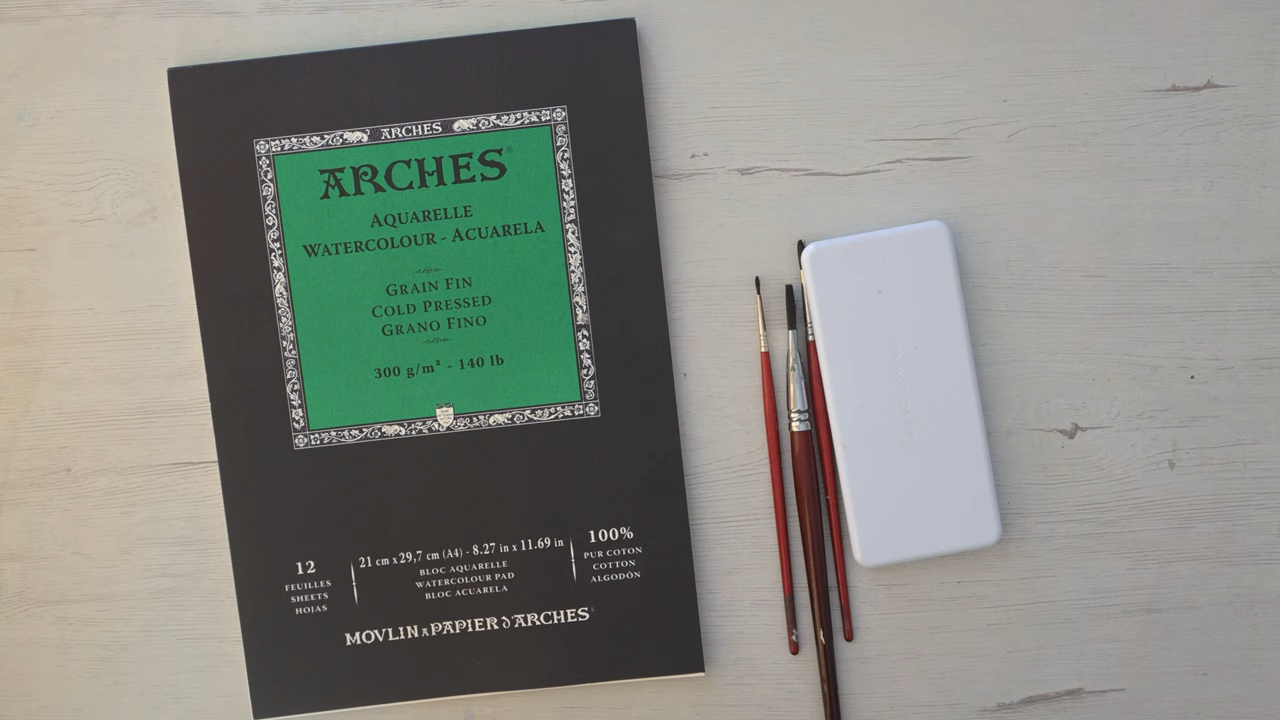 ARCHES
ARCHES®
AQUARELLE
WATERCOLOUR - ACUARELA
GRAIN FIN
COLD PRESSED
GRANO FINO
300 g/m² - 140 lb
12
FEUILLES
SHEETS
HOJAS
21 cm x 29,7 cm (A4) - 8.27 in x 11.69 in
BLOC AQUARELLE
WATERCOLOUR PAD
BLOC ACUARELA
100%
PUR COTON
COTTON
ALGODÓN
MOVLIN A PAPIER D'ARCHES®